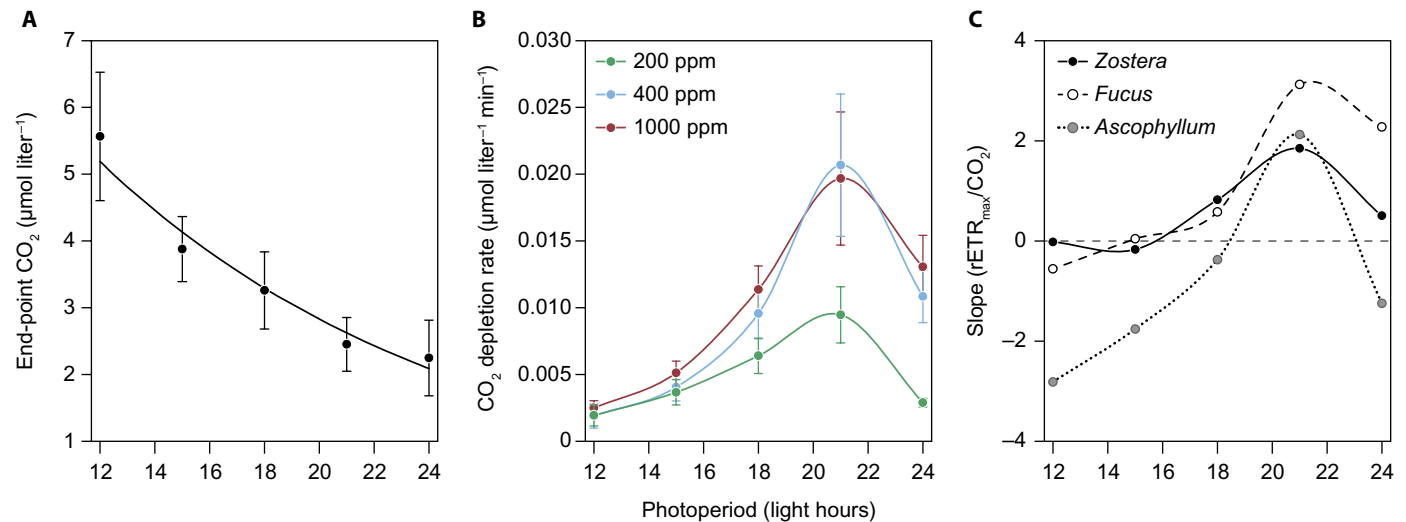 A
End-point CO₂ (µmol liter⁻¹)
7
6
5
4
3
2
1
12 14 16 18 20 22 24
B
CO₂ depletion rate (µmol liter⁻¹ min⁻¹)
0.030
0.025
0.020
0.015
0.010
0.005
0
200 ppm
400 ppm
1000 ppm
12 14 16 18 20 22 24
Photoperiod (light hours)
C
Slope (rETRₘₐₓ/CO₂)
4
2
0
–2
–4
Zostera
Fucus
Ascophyllum
12 14 16 18 20 22 24